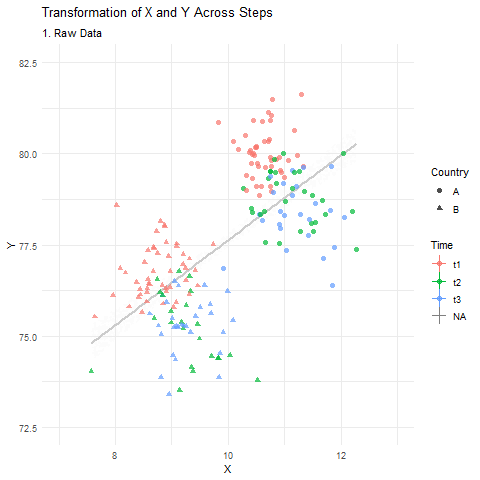 Transformation of X and Y Across Steps
1. Raw Data
82.5
80.0
77.5
75.0
72.5
Y
8
10
12
X
Country
A
B
Time
t1
t2
t3
NA